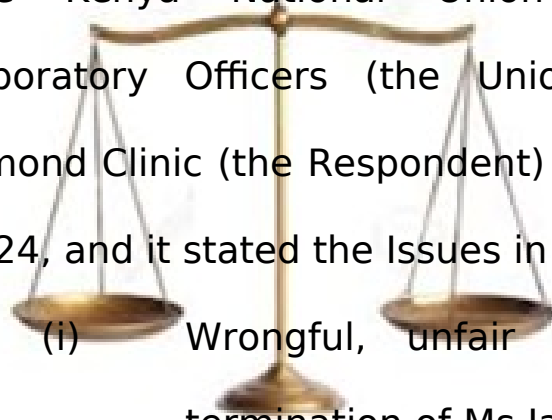 Kenya National Union
boratory Officers (the Unio
mond Clinic (the Respondent)
24, and it stated the Issues in
(i) Wrongful, unfair
termination of Ms